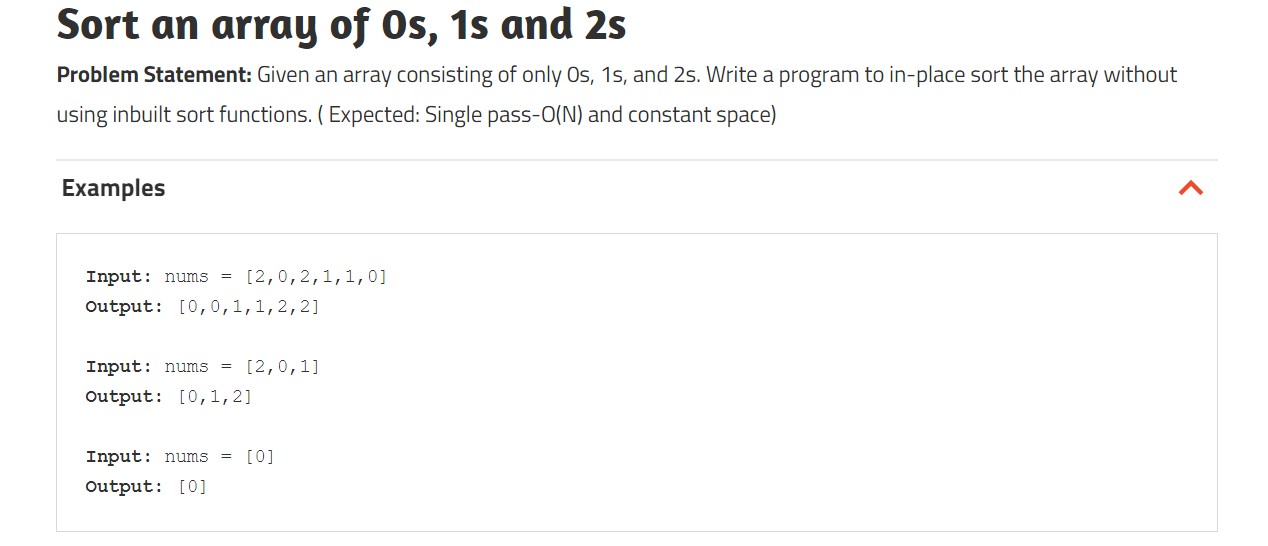 Sort an array of 0s, 1s and 2s
Problem Statement: Given an array consisting of only 0s, 1s, and 2s. Write a program to in-place sort the array without
using inbuilt sort functions. ( Expected: Single pass-O(N) and constant space)
Examples
Input: nums = [2,0,2,1,1,0]
Output: [0,0,1,1,2,2]
Input: nums = [2,0,1]
Output: [0,1,2]
Input: nums = [0]
Output: [0]